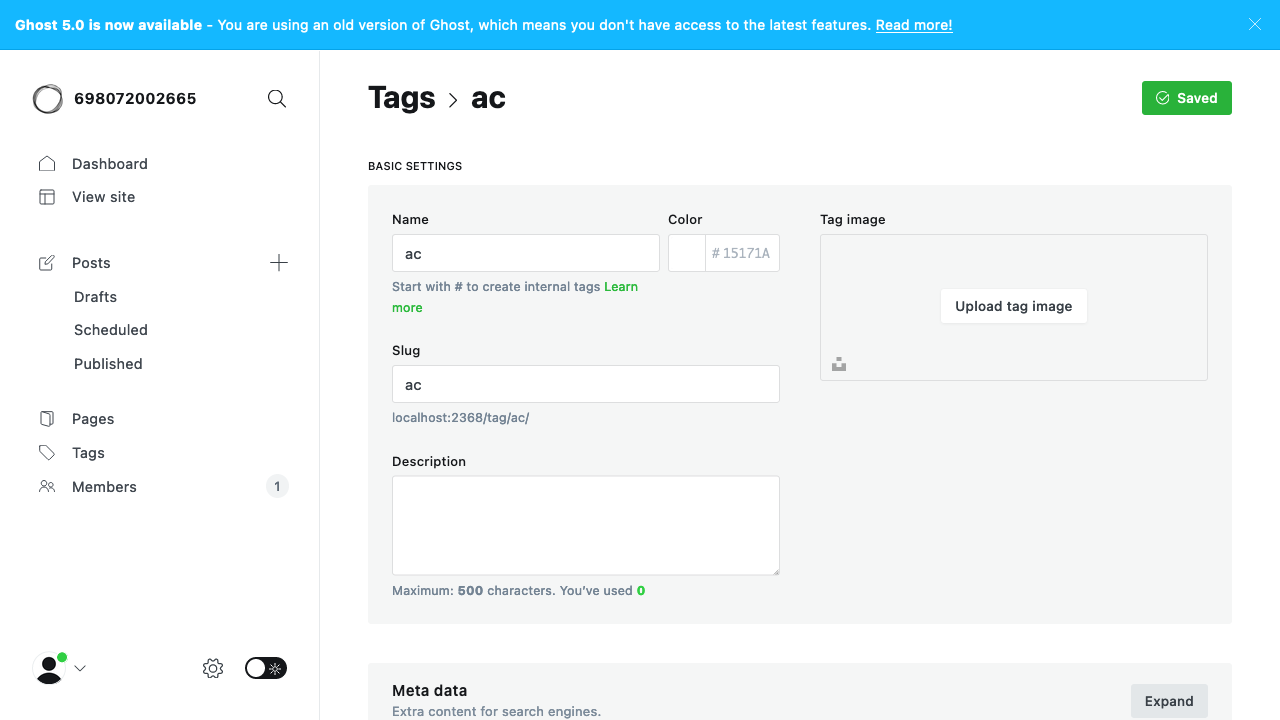 Ghost 5.0 is now available - You are using an old version of Ghost, which means you don't have access to the latest features. Read more!
698072002665
Dashboard
View site
Posts
Drafts
Scheduled
Published
Pages
Tags
Members
1
Tags
ac
Saved
BASIC SETTINGS
Name
Color
ac
# 15171A
Start with # to create internal tags Learn
more
Slug
ac
localhost:2368/tag/ac/
Description
Maximum: 500 characters. You've used 0
Tag image
Upload tag image
Meta data
Extra content for search engines.
Expand